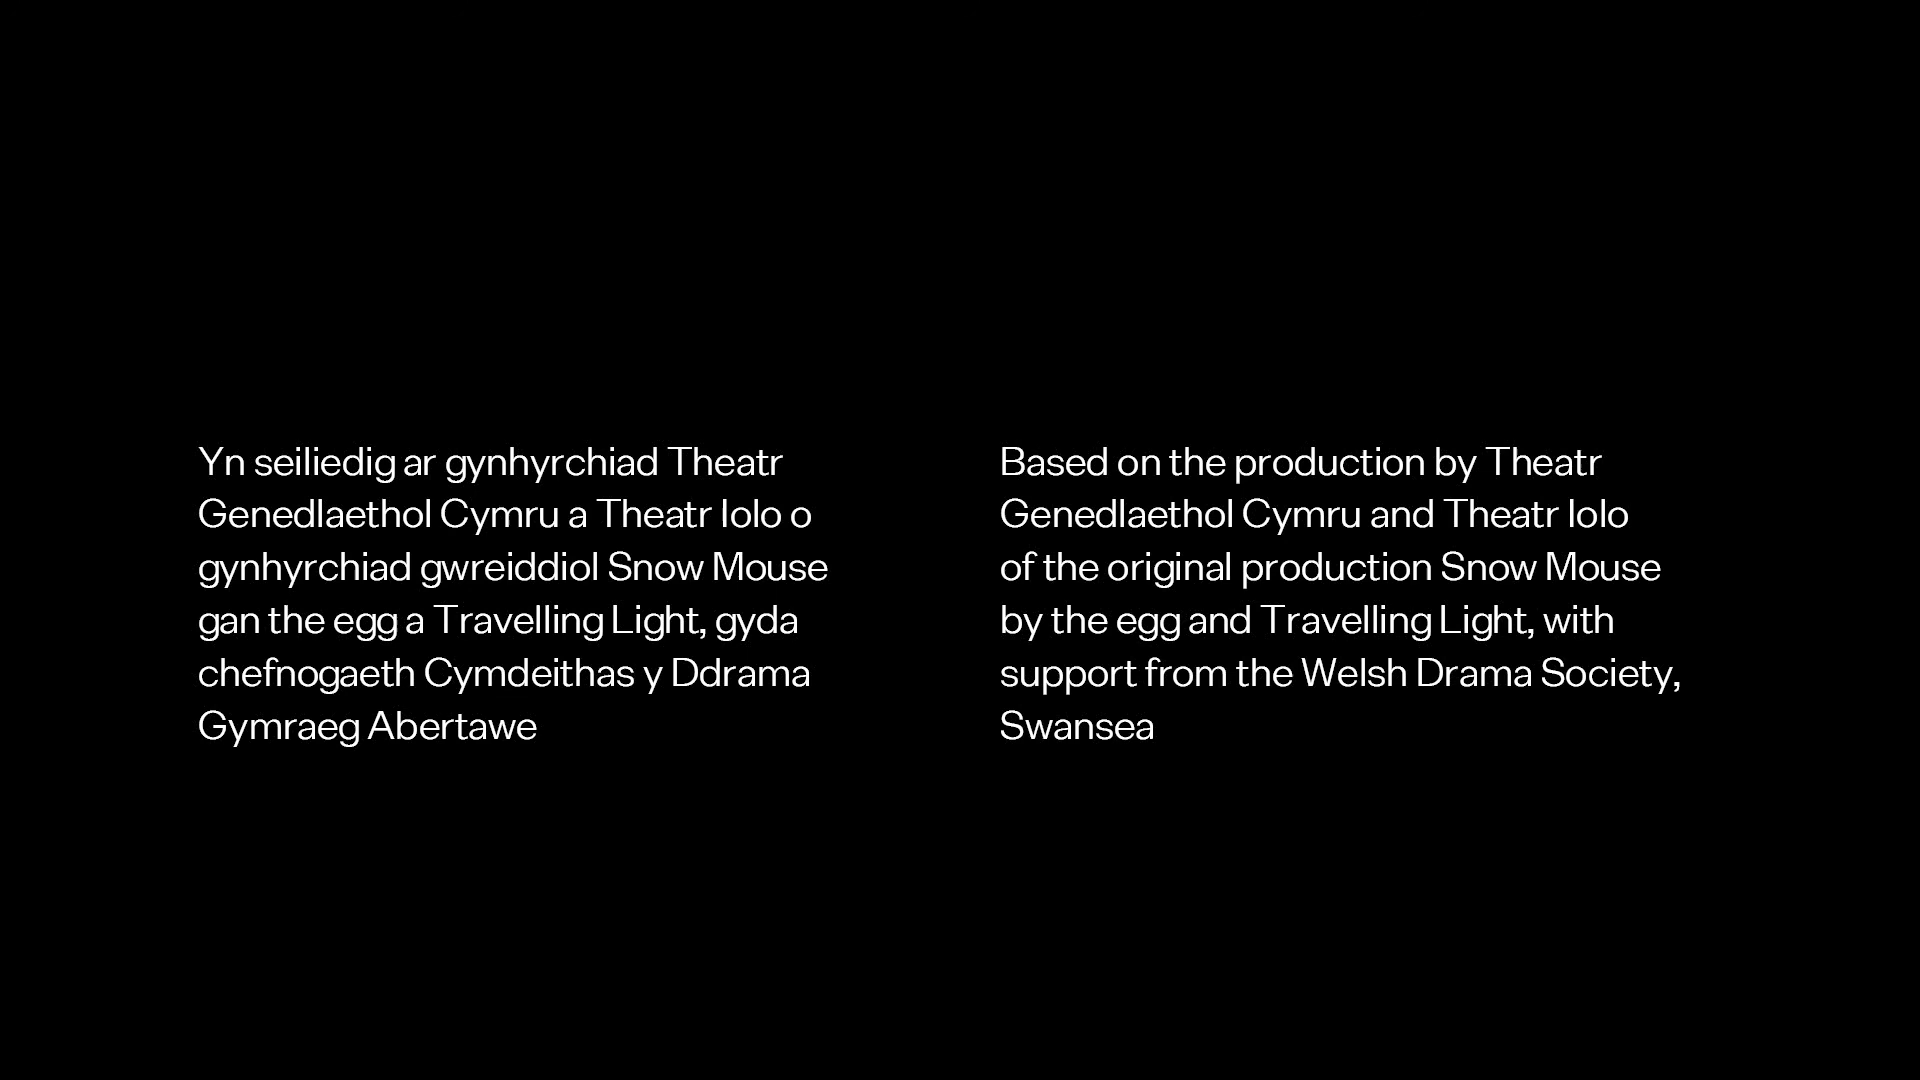 Yn seiliedig ar gynhyrchiad Theatr
Genedlaethol Cymru a Theatr Iolo o
gynhyrchiad gwreiddiol Snow Mouse
gan the egg a Travelling Light, gyda
chefnogaeth Cymdeithas y Ddrama
Gymraeg Abertawe
Based on the production by Theatr
Genedlaethol Cymru and Theatr Iolo
of the original production Snow Mouse
by the egg and Travelling Light, with
support from the Welsh Drama Society,
Swansea